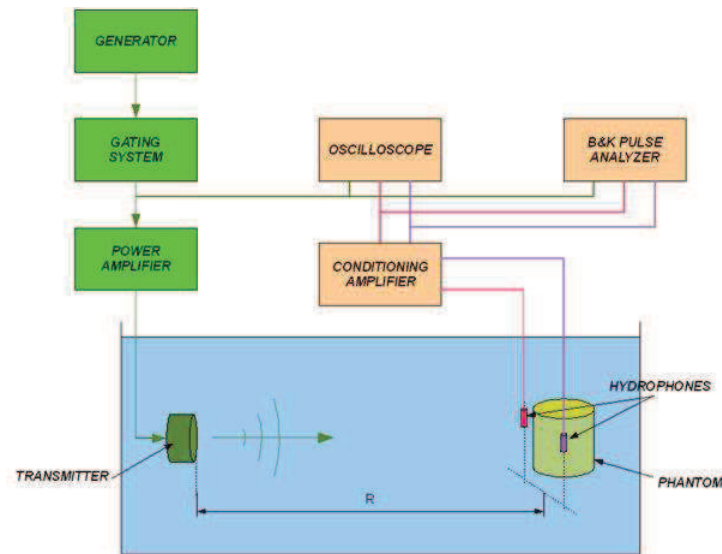 GENERATOR
GATING
SYSTEM
OSCILLOSCOPE
B&K PULSE
ANALYZER
POWER
AMPLIFIER
CONDITIONING
AMPLIFIER
HYDROPHONES
TRANSMITTER
PHANTOM
R